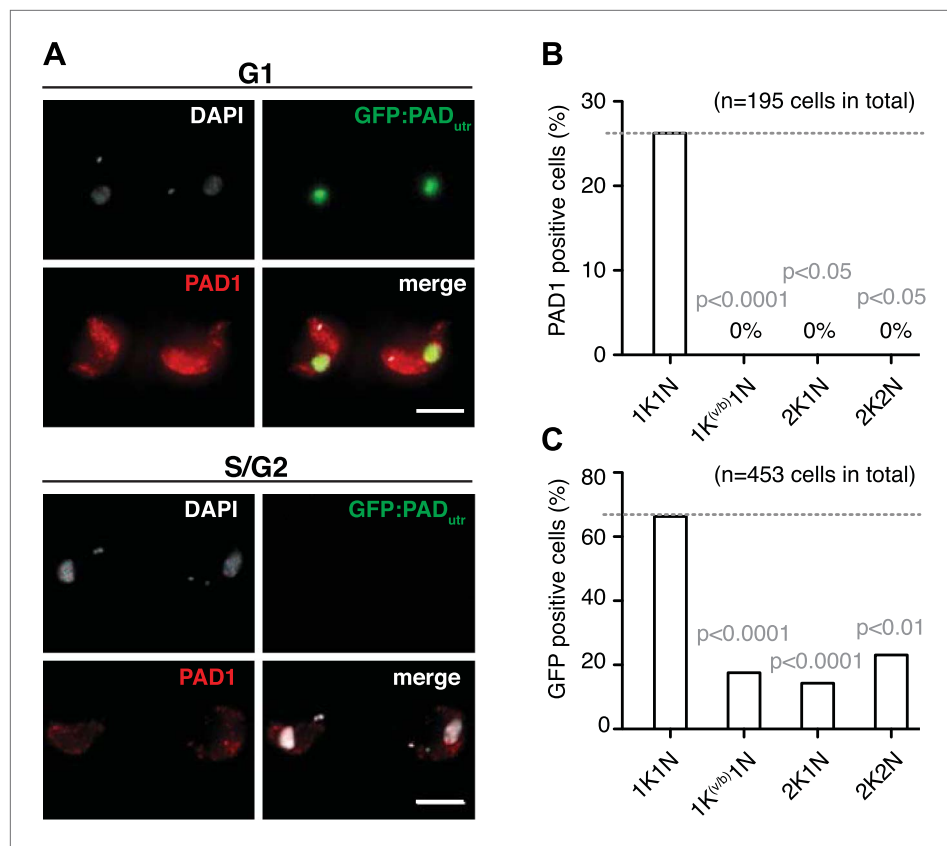 A
G1
DAPI
GFP:PADutr
PAD1
merge
S/G2
DAPI
GFP:PADutr
PAD1
merge
B
(n=195 cells in total)
PAD1 positive cells (%)
30
20
10
0
p<0.0001
p<0.05
p<0.05
0%
0%
0%
1K1N
1K(v/b)1N
2K1N
2K2N
C
(n=453 cells in total)
GFP positive cells (%)
80
60
40
20
0
p<0.0001
p<0.0001
p<0.01
1K1N
1K(v/b)1N
2K1N
2K2N